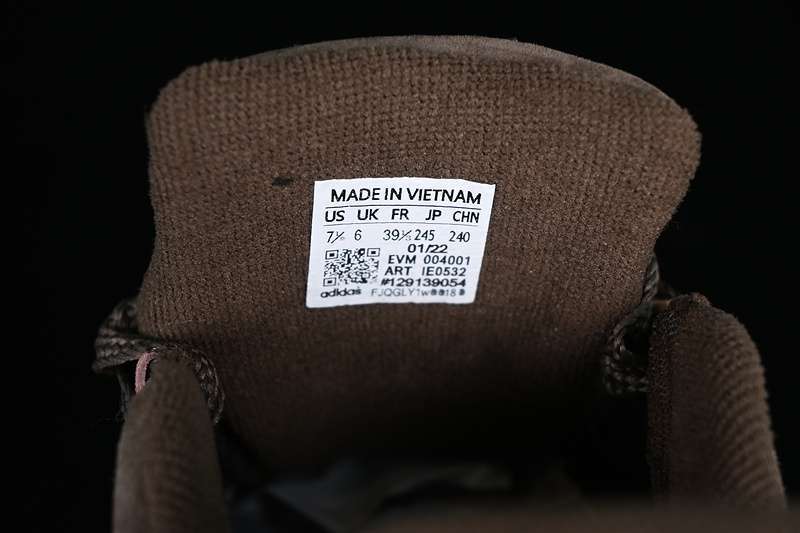 MADE IN VIETNAM
US UK FR JP CHN
7½ 6 39⅓ 245 240
01/22
EVM 004001
ART IE0532
#129139054
adidas